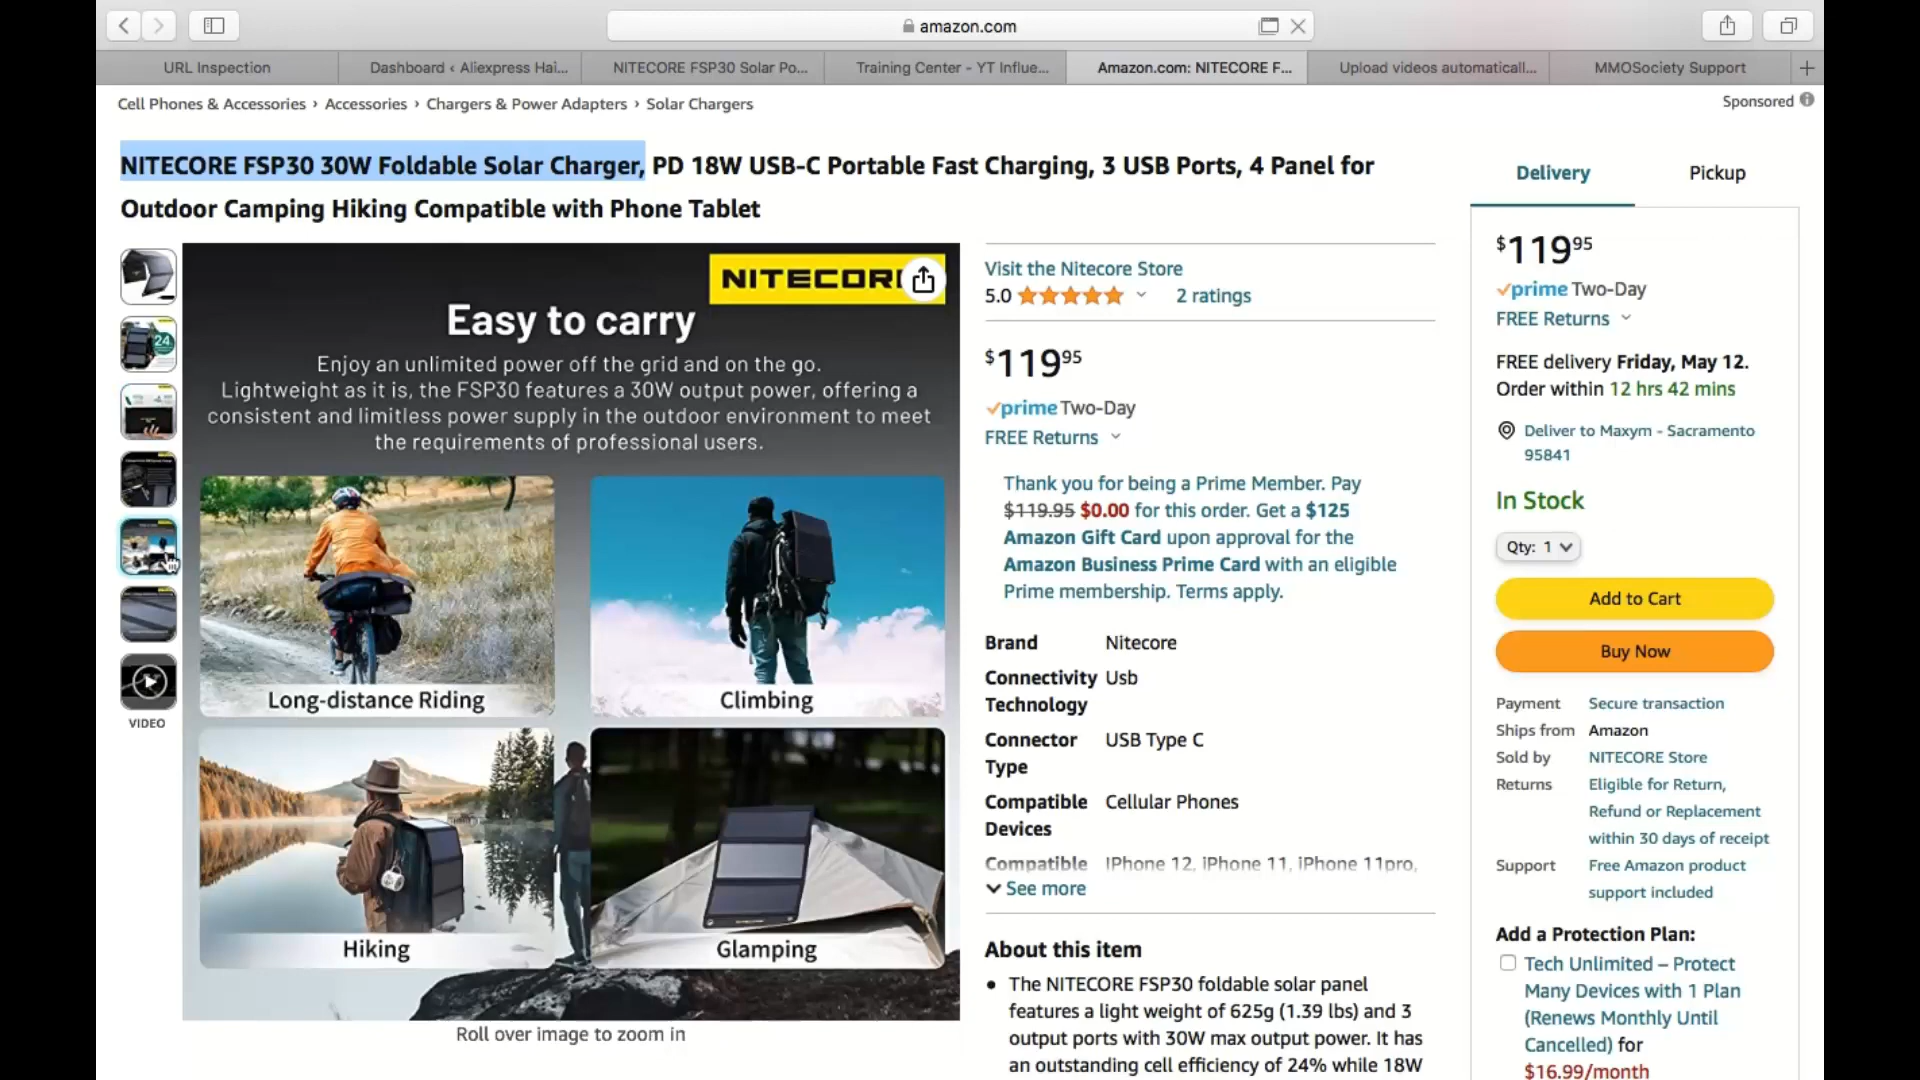 amazon.com
URL Inspection
Dashboard ‹ Aliexpress Hai...
NITECORE FSP30 Solar Po...
Training Center - YT Influe...
Amazon.com: NITECORE F...
Upload videos automaticall...
MMOSociety Support
Cell Phones & Accessories › Accessories › Chargers & Power Adapters › Solar Chargers
Sponsored
NITECORE FSP30 30W Foldable Solar Charger, PD 18W USB-C Portable Fast Charging, 3 USB Ports, 4 Panel for
Outdoor Camping Hiking Compatible with Phone Tablet
24
VIDEO
NITECOR
Easy to carry
Enjoy an unlimited power off the grid and on the go.
Lightweight as it is, the FSP30 features a 30W output power, offering a
consistent and limitless power supply in the outdoor environment to meet
the requirements of professional users.
Long-distance Riding
Climbing
Hiking
Glamping
Roll over image to zoom in
Visit the Nitecore Store
5.0
2 ratings
$119.95
prime Two-Day
FREE Returns
Thank you for being a Prime Member. Pay
$119.95 $0.00 for this order. Get a $125
Amazon Gift Card upon approval for the
Amazon Business Prime Card with an eligible
Prime membership. Terms apply.
Brand Nitecore
Connectivity Usb
Technology
Connector USB Type C
Type
Compatible Cellular Phones
Devices
Compatible IPhone 12, iPhone 11, iPhone 11pro,
See more
About this item
• The NITECORE FSP30 foldable solar panel
features a light weight of 625g (1.39 lbs) and 3
output ports with 30W max output power. It has
an outstanding cell efficiency of 24% while 18W
Delivery
Pickup
$119.95
prime Two-Day
FREE Returns
FREE delivery Friday, May 12.
Order within 12 hrs 42 mins
Deliver to Maxym - Sacramento
95841
In Stock
Qty: 1
Add to Cart
Buy Now
Payment Secure transaction
Ships from Amazon
Sold by NITECORE Store
Returns Eligible for Return,
Refund or Replacement
within 30 days of receipt
Support Free Amazon product
support included
Add a Protection Plan:
Tech Unlimited – Protect
Many Devices with 1 Plan
(Renews Monthly Until
Cancelled) for
$16.99/month